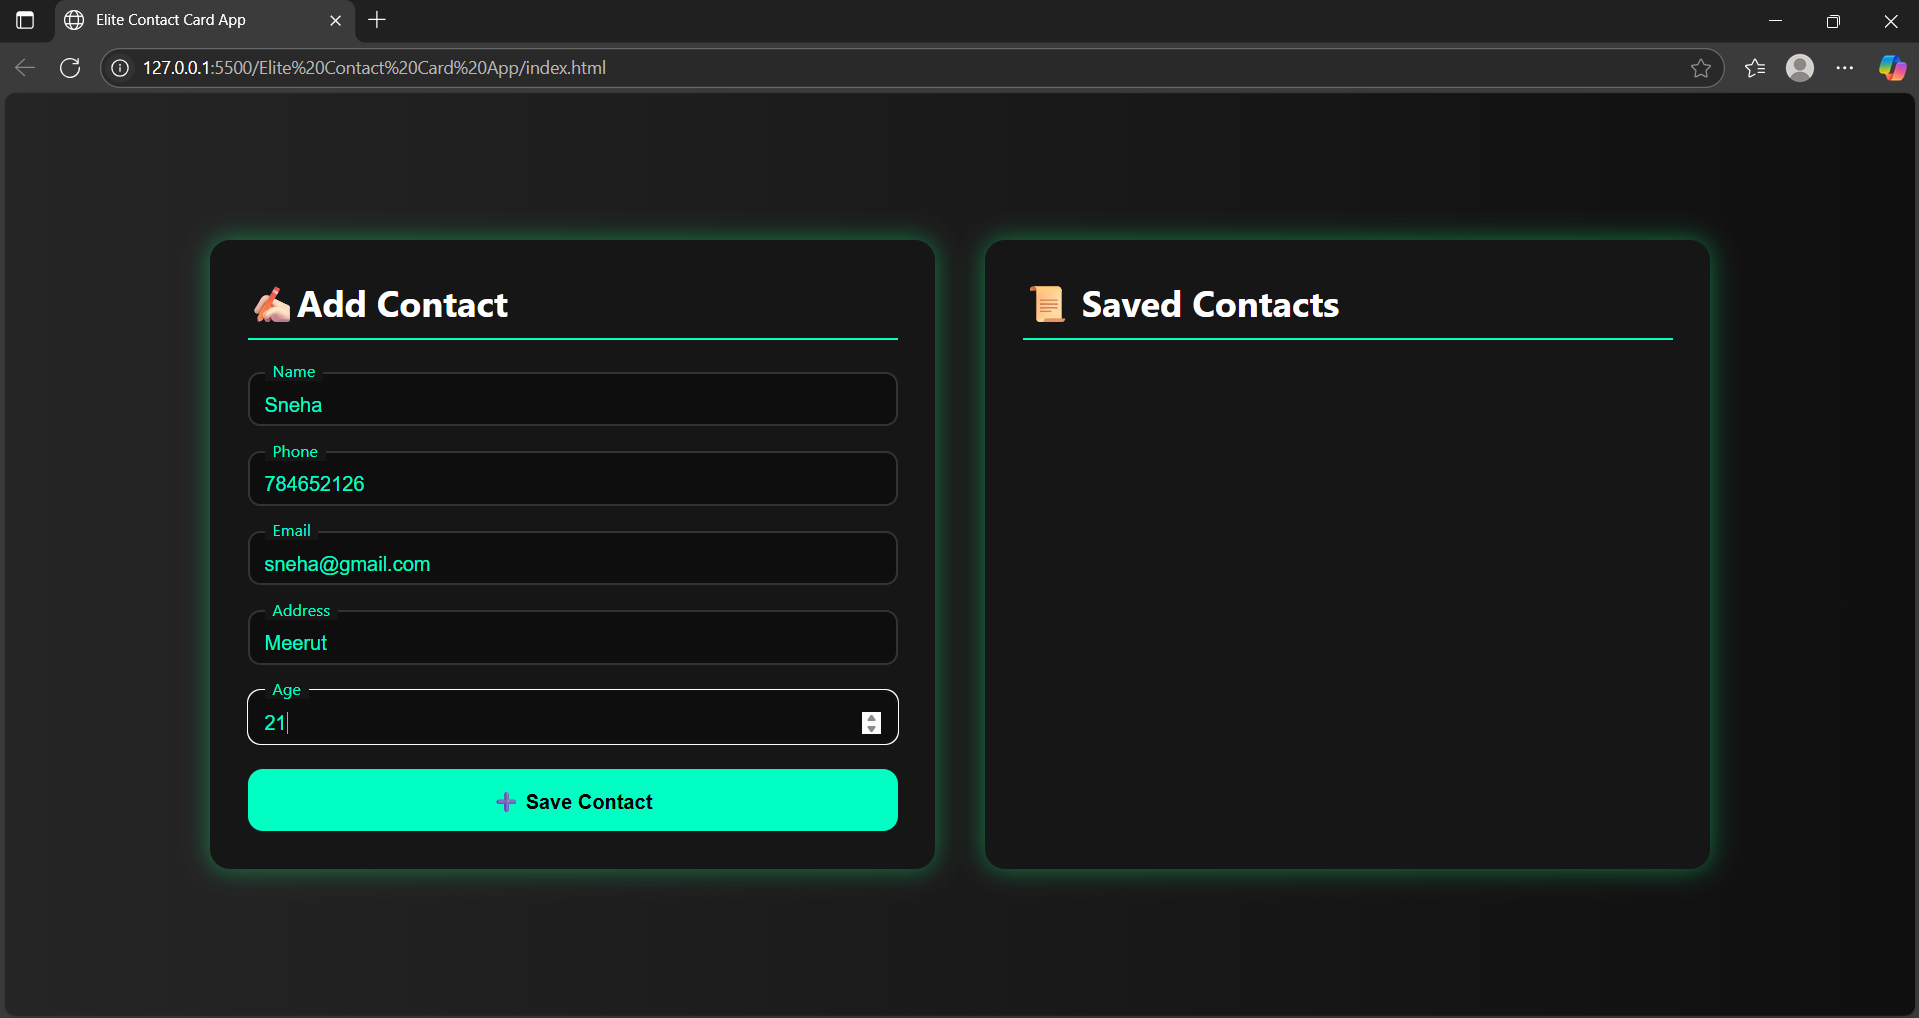 Elite Contact Card App
127.0.0.1:5500/Elite%20Contact%20Card%20App/index.html
✍🏻Add Contact
Name
Sneha
Phone
784652126
Email
sneha@gmail.com
Address
Meerut
Age
21
➕ Save Contact
📜 Saved Contacts